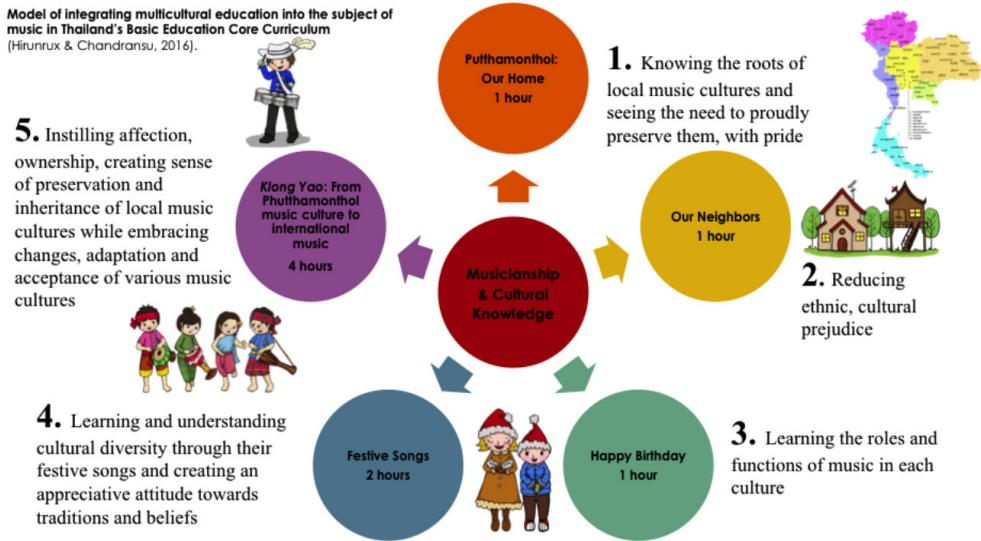 Model of integrating multicultural education into the subject of
music in Thailand's Basic Education Core Curriculum
(Hirunrux & Chandransu, 2016).
Putthamonthol:
Our Home
1 hour
1. Knowing the roots of
local music cultures and
seeing the need to proudly
preserve them, with pride
Our Neighbors
1 hour
2. Reducing
ethnic, cultural
prejudice
Happy Birthday
1 hour
3. Learning the roles and
functions of music in each
culture
Festive Songs
2 hours
4. Learning and understanding
cultural diversity through their
festive songs and creating an
appreciative attitude towards
traditions and beliefs
Klong Yao: From
Phutthamonthol
music culture to
international
music
4 hours
5. Instilling affection,
ownership, creating sense
of preservation and
inheritance of local music
cultures while embracing
changes, adaptation and
acceptance of various music
cultures
Musicianship
& Cultural
Knowledge